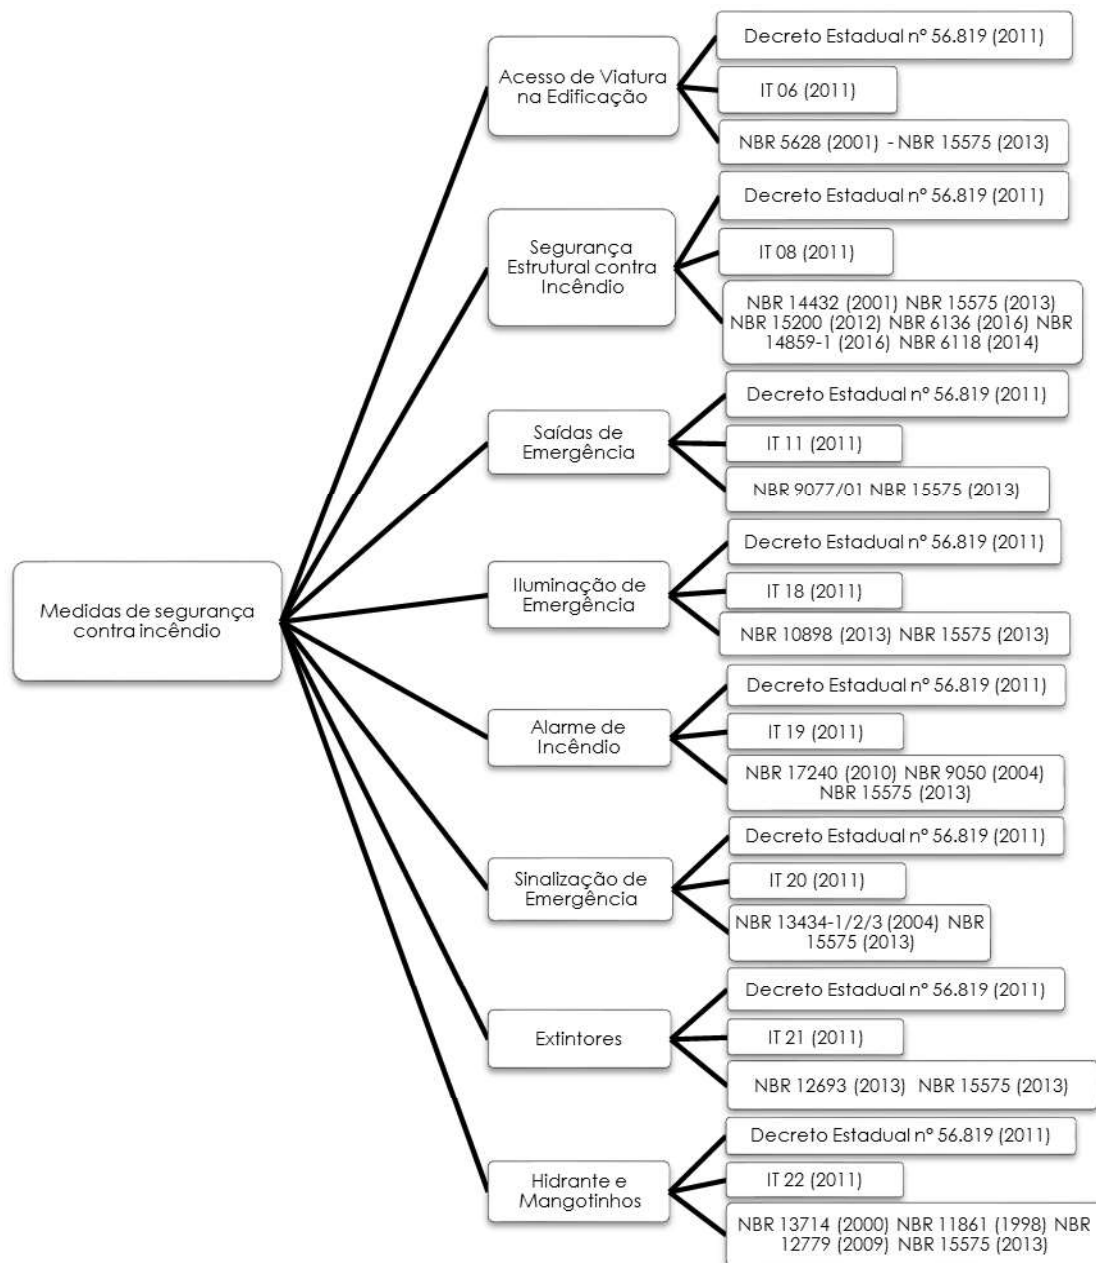 Medidas de segurança
contra incêndio
Acesso de Viatura
na Edificação
Decreto Estadual nº 56.819 (2011)
IT 06 (2011)
NBR 5628 (2001) - NBR 15575 (2013)
Segurança
Estrutural contra
Incêndio
Decreto Estadual nº 56.819 (2011)
IT 08 (2011)
NBR 14432 (2001) NBR 15575 (2013)
NBR 15200 (2012) NBR 6136 (2016) NBR
14859-1 (2016) NBR 6118 (2014)
Saídas de
Emergência
Decreto Estadual nº 56.819 (2011)
IT 11 (2011)
NBR 9077/01 NBR 15575 (2013)
Iluminação de
Emergência
Decreto Estadual nº 56.819 (2011)
IT 18 (2011)
NBR 10898 (2013) NBR 15575 (2013)
Alarme de
Incêndio
Decreto Estadual nº 56.819 (2011)
IT 19 (2011)
NBR 17240 (2010) NBR 9050 (2004)
NBR 15575 (2013)
Sinalização de
Emergência
Decreto Estadual nº 56.819 (2011)
IT 20 (2011)
NBR 13434-1/2/3 (2004) NBR
15575 (2013)
Extintores
Decreto Estadual nº 56.819 (2011)
IT 21 (2011)
NBR 12693 (2013) NBR 15575 (2013)
Hidrante e
Mangotinhos
Decreto Estadual nº 56.819 (2011)
IT 22 (2011)
NBR 13714 (2000) NBR 11861 (1998) NBR
12779 (2009) NBR 15575 (2013)